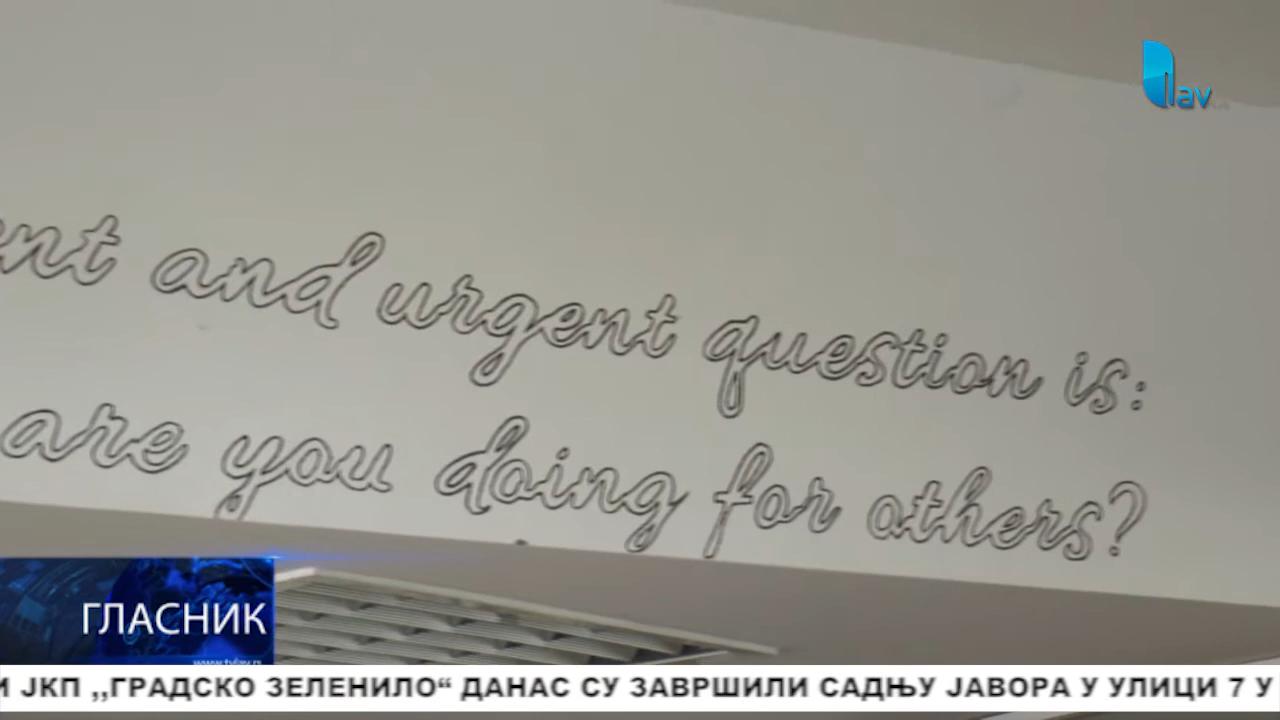 lav
and urgent question is:
are you doing for others?
ГЛАСНИК
ЈКП ,,ГРАДСКО ЗЕЛЕНИЛО“ ДАНАС СУ ЗАВРШИЛИ САДЊУ ЈАВОРА У УЛИЦИ 7 У